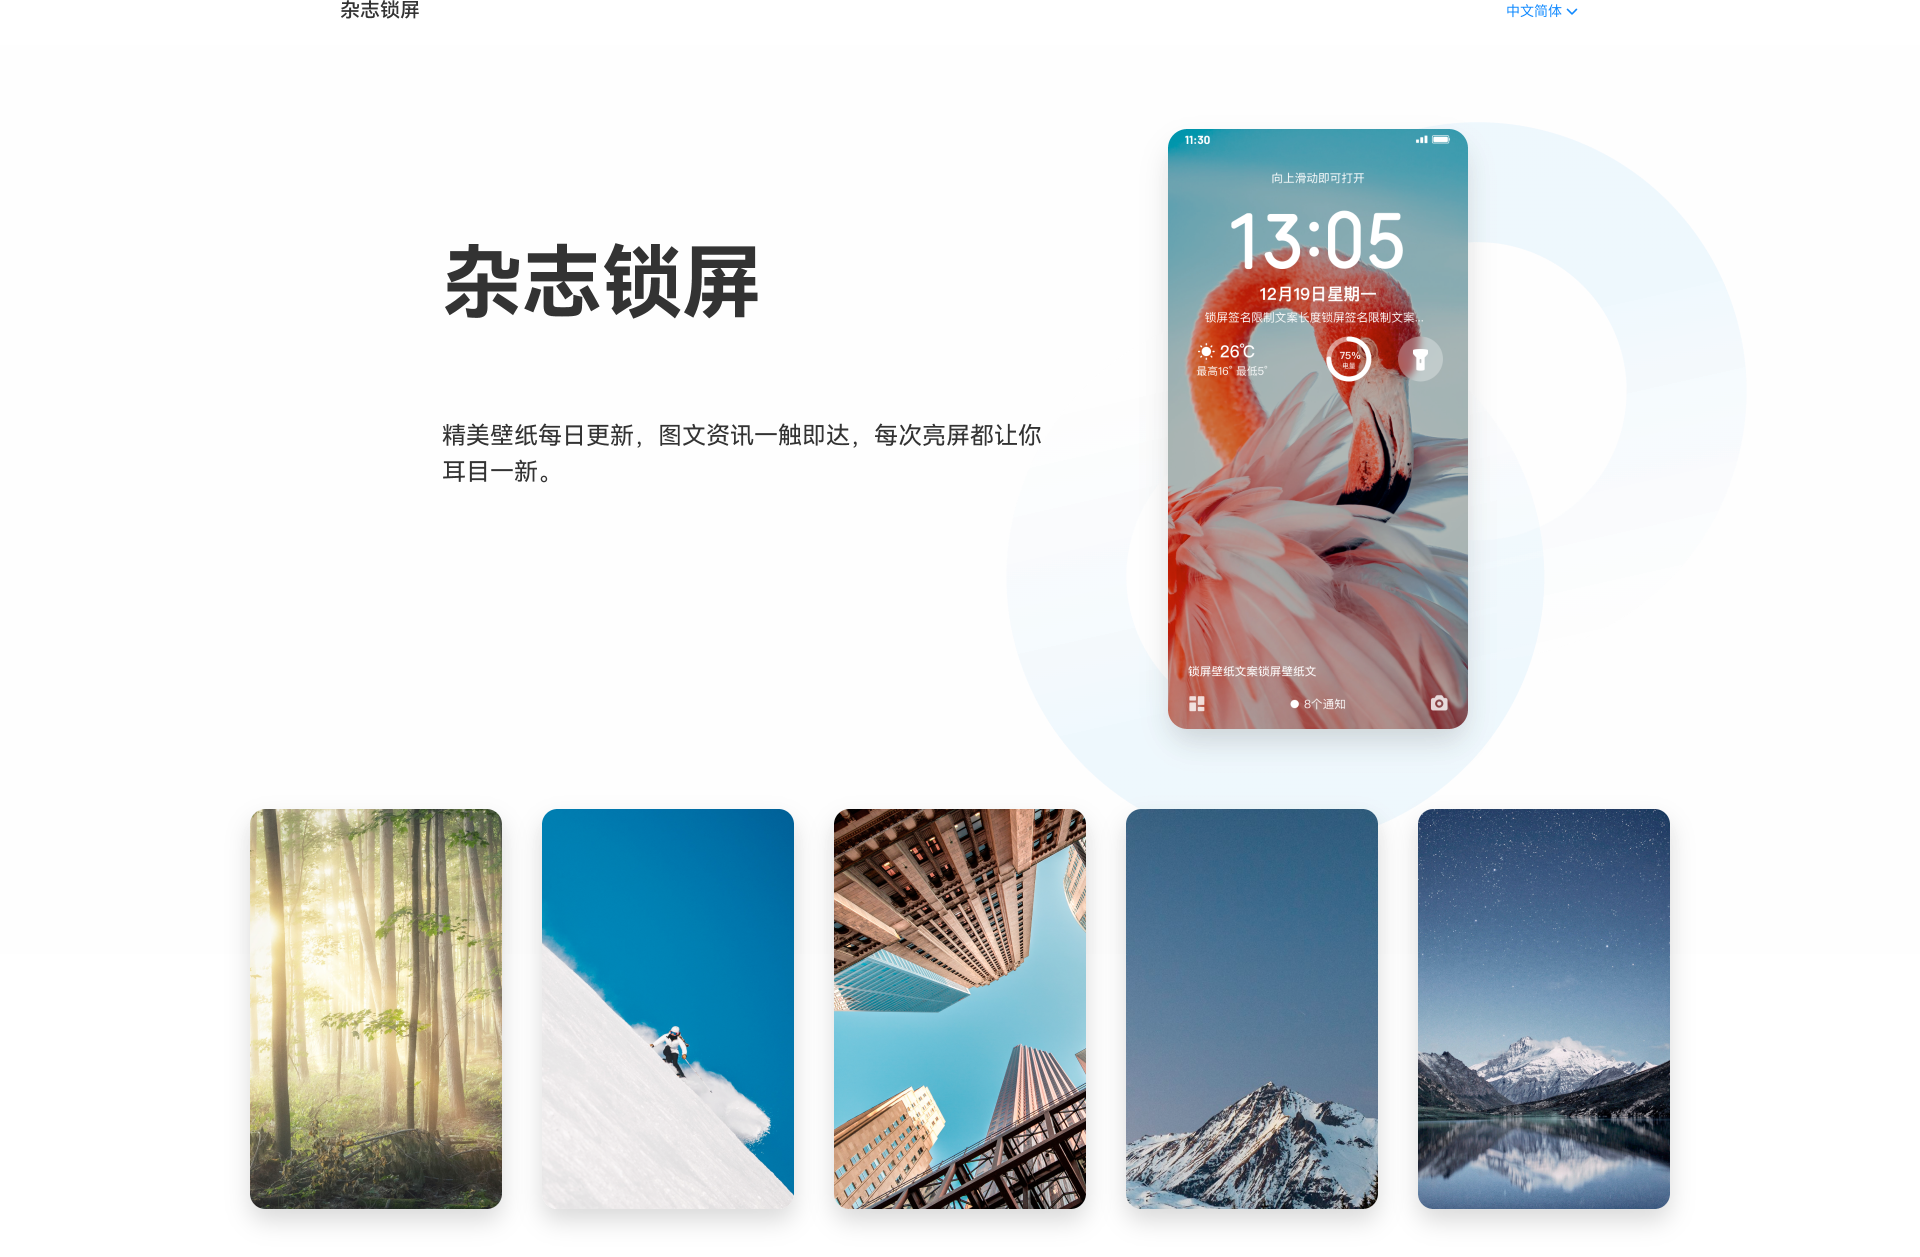 杂志锁屏
中文简体
杂志锁屏
精美壁纸每日更新，图文资讯一触即达，每次亮屏都让你
耳目一新。
11:30
向上滑动即可打开
13:05
12月19日星期一
锁屏签名限制文案长度锁屏签名限制文案...
26℃
最高16° 最低5°
75%
电量
锁屏壁纸文案锁屏壁纸文
8个通知